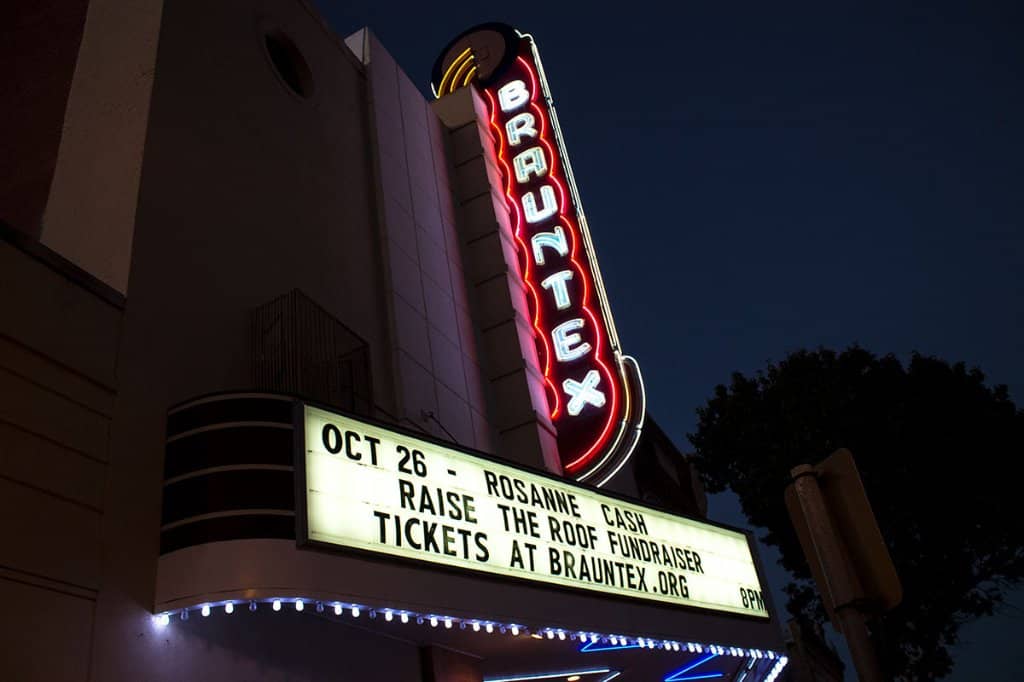 BRAUNTEX
OCT 26 - ROSANNE CASH
RAISE THE ROOF FUNDRAISER
TICKETS AT BRAUNTEX.ORG 8PM